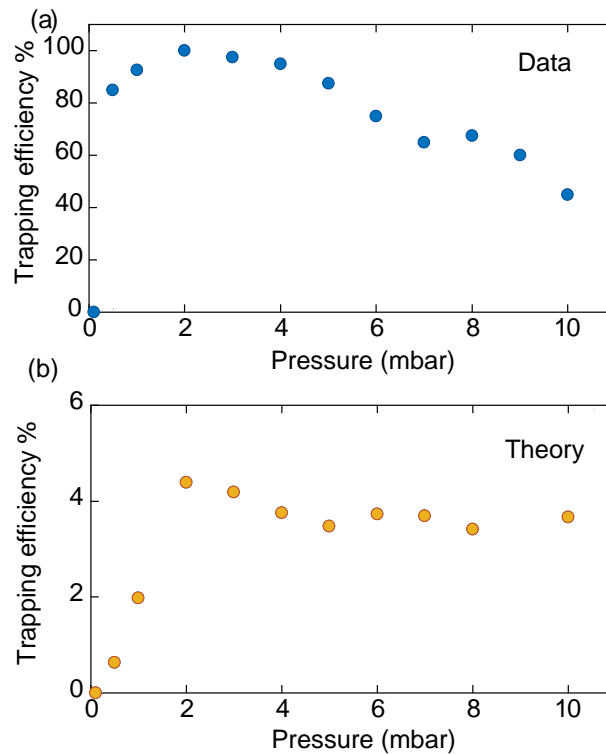 (a)
Trapping efficiency %
100
80
60
40
20
0
Data
0 2 4 6 8 10
Pressure (mbar)
(b)
Trapping efficiency %
6
4
2
0
Theory
0 2 4 6 8 10
Pressure (mbar)